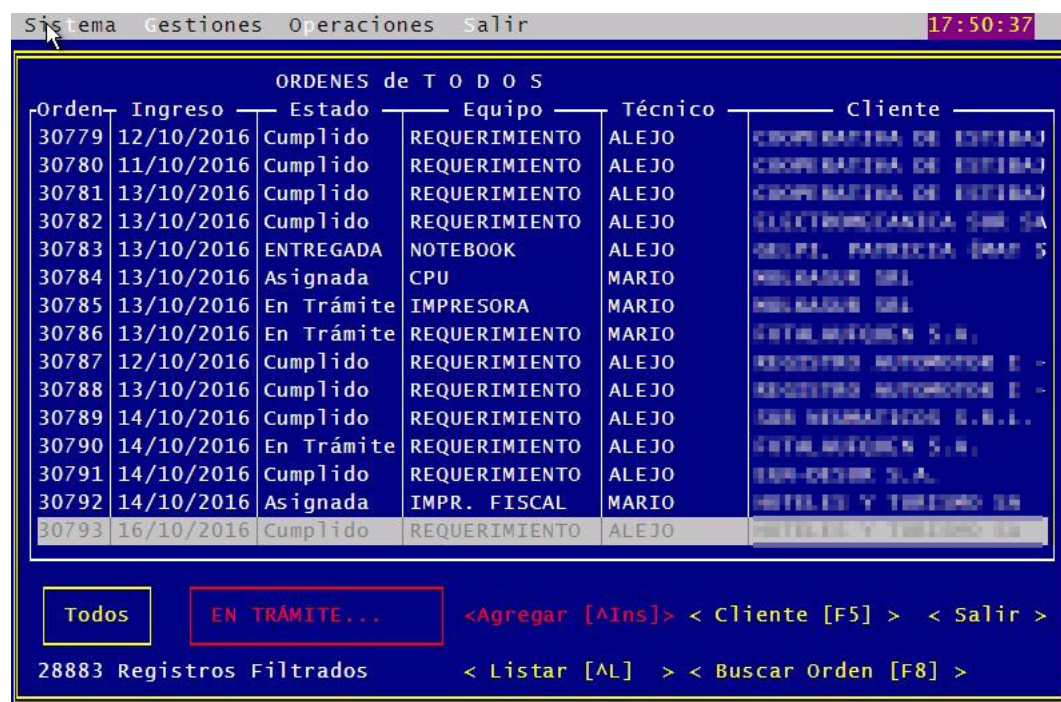 Sistema Gestiones Operaciones Salir 17:50:37
ORDENES de T O D O S
Orden Ingreso Estado Equipo Técnico Cliente
30779 12/10/2016 Cumplido REQUERIMIENTO ALEJO
30780 11/10/2016 Cumplido REQUERIMIENTO ALEJO
30781 13/10/2016 Cumplido REQUERIMIENTO ALEJO
30782 13/10/2016 Cumplido REQUERIMIENTO ALEJO
30783 13/10/2016 ENTREGADA NOTEBOOK ALEJO
30784 13/10/2016 Asignada CPU MARIO
30785 13/10/2016 En Trámite IMPRESORA MARIO
30786 13/10/2016 En Trámite REQUERIMIENTO MARIO
30787 12/10/2016 Cumplido REQUERIMIENTO ALEJO
30788 13/10/2016 Cumplido REQUERIMIENTO ALEJO
30789 14/10/2016 Cumplido REQUERIMIENTO ALEJO
30790 14/10/2016 En Trámite REQUERIMIENTO ALEJO
30791 14/10/2016 Cumplido REQUERIMIENTO ALEJO
30792 14/10/2016 Asignada IMPR. FISCAL MARIO
30793 16/10/2016 Cumplido REQUERIMIENTO ALEJO
Todos EN TRÁMITE... <Agregar [^Ins]> < Cliente [F5] > < Salir >
28883 Registros Filtrados < Listar [^L] > < Buscar Orden [F8] >